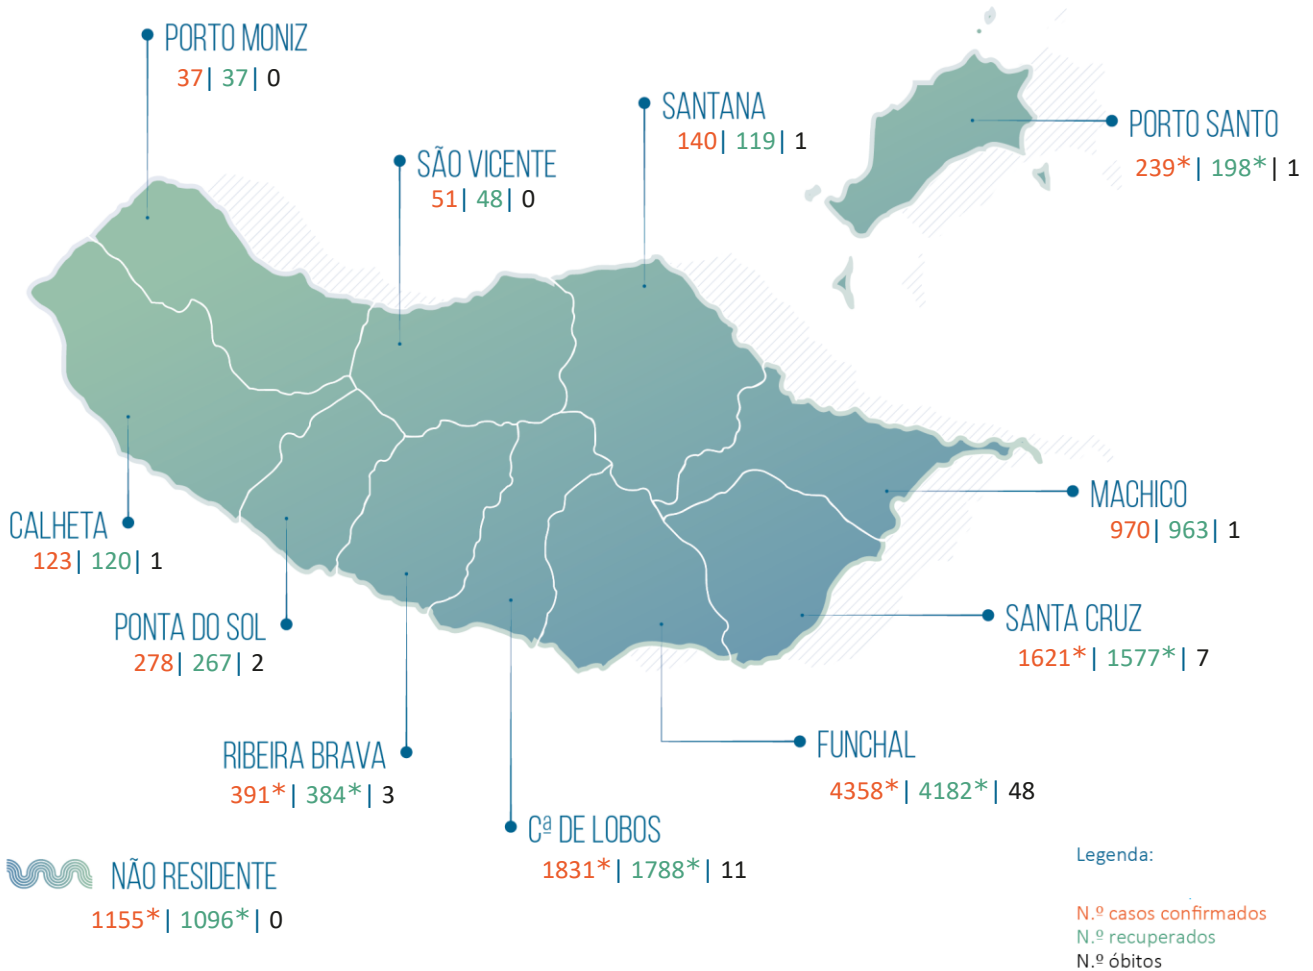 PORTO MONIZ
37| 37| 0
SANTANA
140| 119| 1
PORTO SANTO
239*| 198*| 1
SÃO VICENTE
51| 48| 0
MACHICO
970| 963| 1
CALHETA
123| 120| 1
PONTA DO SOL
278| 267| 2
SANTA CRUZ
1621*| 1577*| 7
RIBEIRA BRAVA
391*| 384*| 3
FUNCHAL
4358*| 4182*| 48
Cª DE LOBOS
1831*| 1788*| 11
NÃO RESIDENTE
1155*| 1096*| 0
Legenda:
N.º casos confirmados
N.º recuperados
N.º óbitos